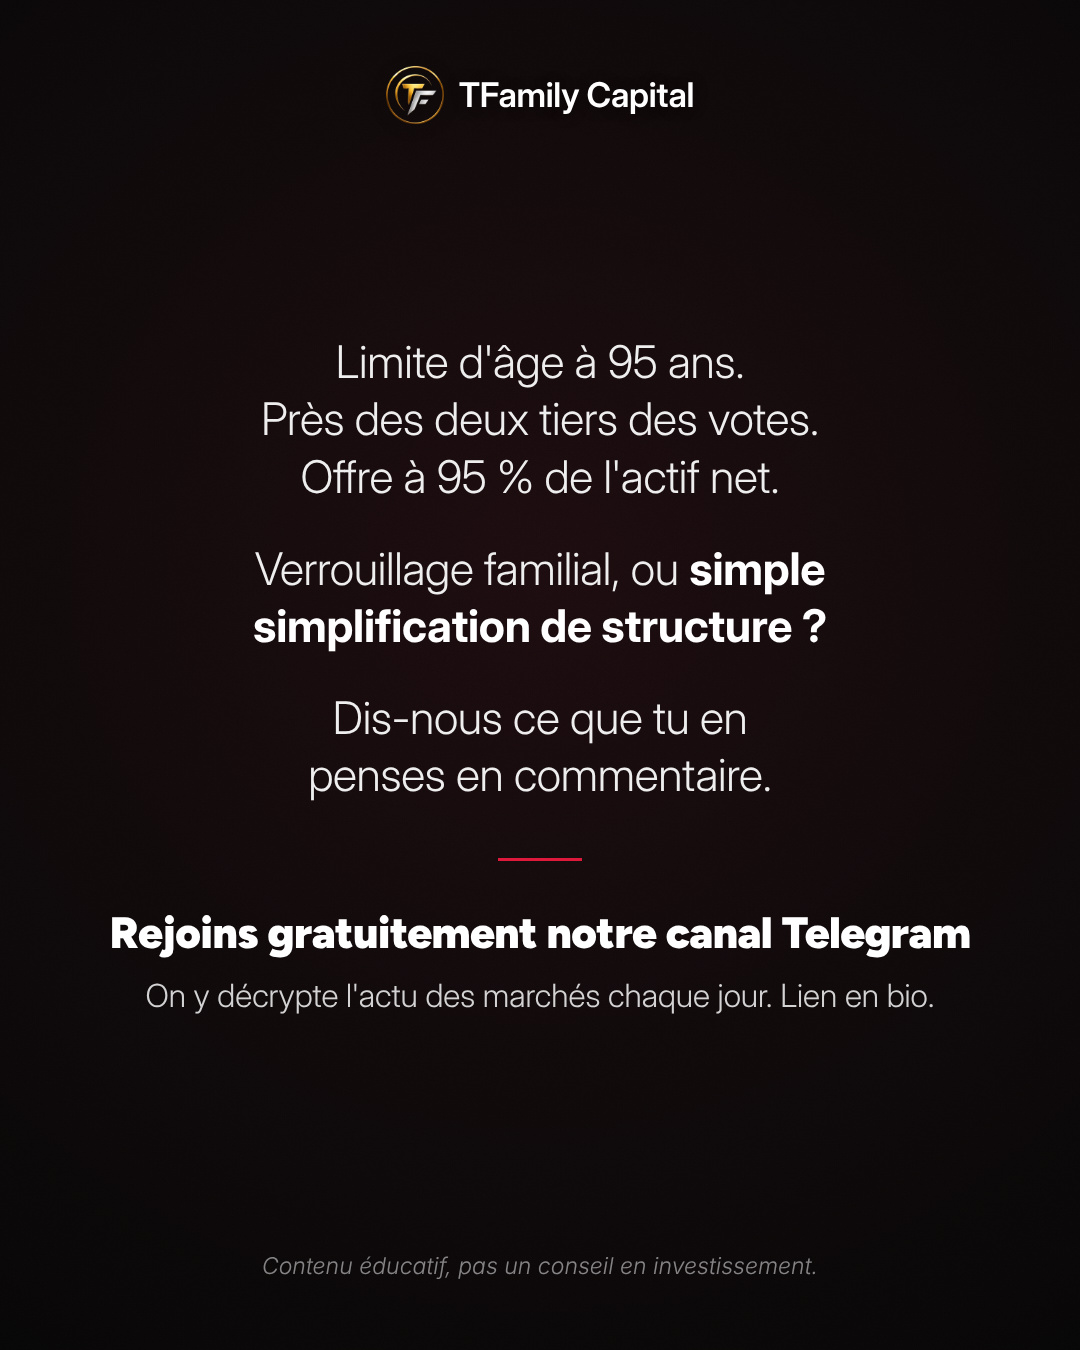 TF TFamily Capital
Limite d'âge à 95 ans.
Près des deux tiers des votes.
Offre à 95 % de l'actif net.
Verrouillage familial, ou simple
simplification de structure ?
Dis-nous ce que tu en
penses en commentaire.
Rejoins gratuitement notre canal Telegram
On y décrypte l'actu des marchés chaque jour. Lien en bio.
Contenu éducatif, pas un conseil en investissement.